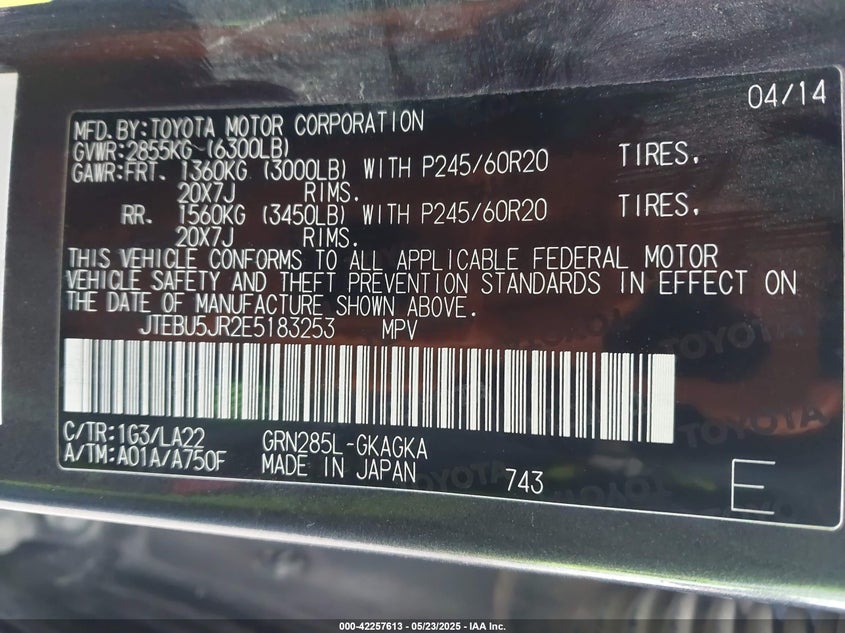 04/14
MFD.BY:TOYOTA MOTOR CORPORATION
GVWR:2855KG (6300LB)
GAWR:FRT. 1360KG (3000LB) WITH P245/60R20 TIRES,
20X7J RIMS.
RR. 1560KG (3450LB) WITH P245/60R20 TIRES,
20X7J RIMS.
THIS VEHICLE CONFORMS TO ALL APPLICABLE FEDERAL MOTOR
VEHICLE SAFETY AND THEFT PREVENTION STANDARDS IN EFFECT ON
THE DATE OF MANUFACTURE SHOWN ABOVE.
JTEBU5JR2E5183253 MPV
C/TR:1G3/LA22 GRN285L-GKAGKA
A/TM:A01A/A750F MADE IN JAPAN 743 E
TOYOTA
000-42257613 - 05/23/2025 - IAA Inc.